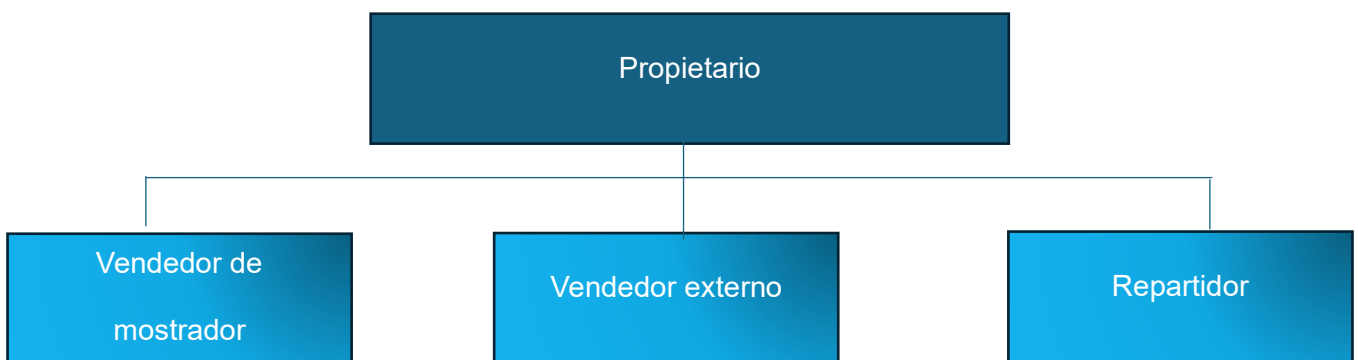 Propietario
Vendedor de
mostrador
Vendedor externo
Repartidor